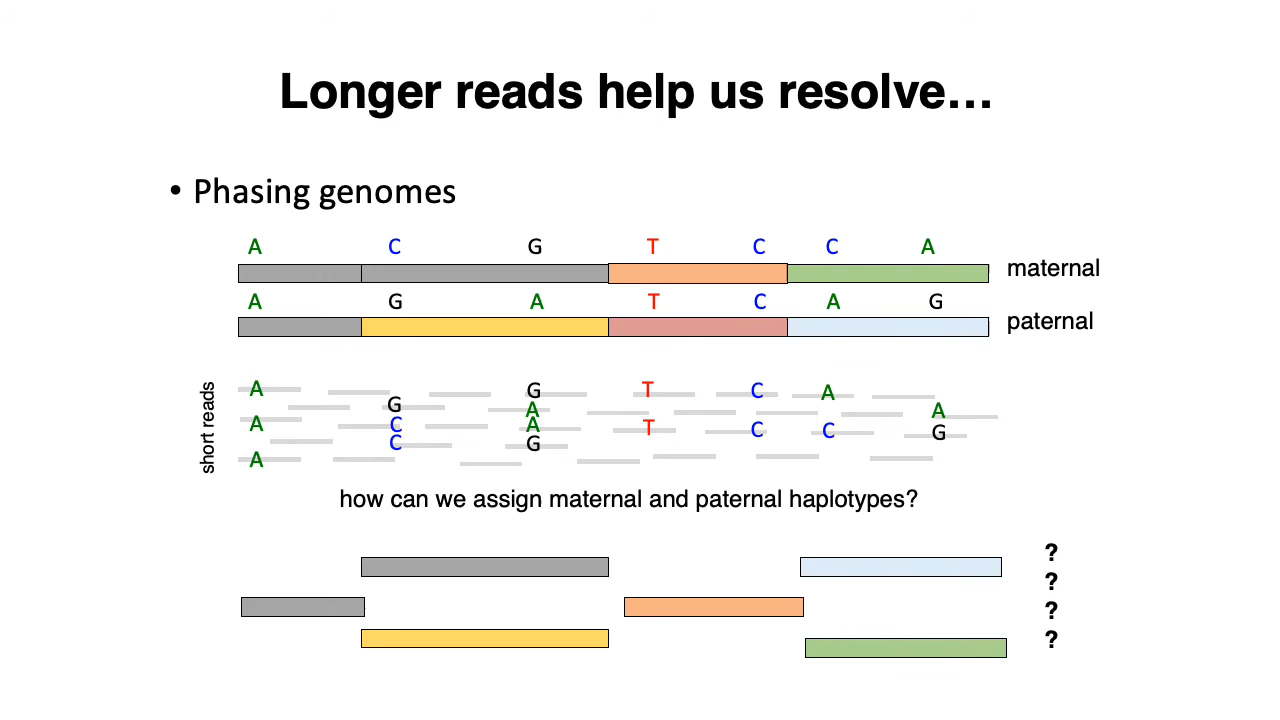 Longer reads help us resolve…
• Phasing genomes
A C G T C C A
maternal
A G A T C A G
paternal
short reads
A G T C A
G A A
C A
A T C C G
C G
A
how can we assign maternal and paternal haplotypes?
?
?
?
?